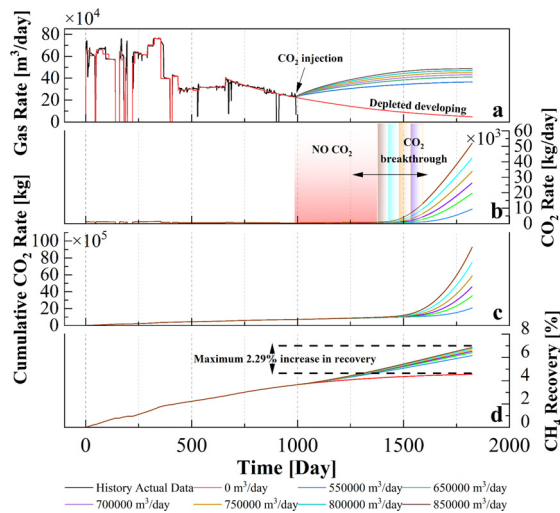 ×10⁴
Gas Rate [m³/day]
80
60
40
20
0
CO₂ injection
Depleted developing
a
NO CO₂
CO₂
breakthrough
b
×10³
60
50
40
30
20
10
0
CO₂ Rate [kg/day]
Cumulative CO₂ Rate [kg]
×10⁵
100
80
60
40
20
0
c
Maximum 2.29% increase in recovery
d
8
6
4
2
0
CH₄ Recovery [%]
0 500 1000 1500 2000
Time [Day]
History Actual Data 0 m³/day 550000 m³/day 650000 m³/day
700000 m³/day 750000 m³/day 800000 m³/day 850000 m³/day